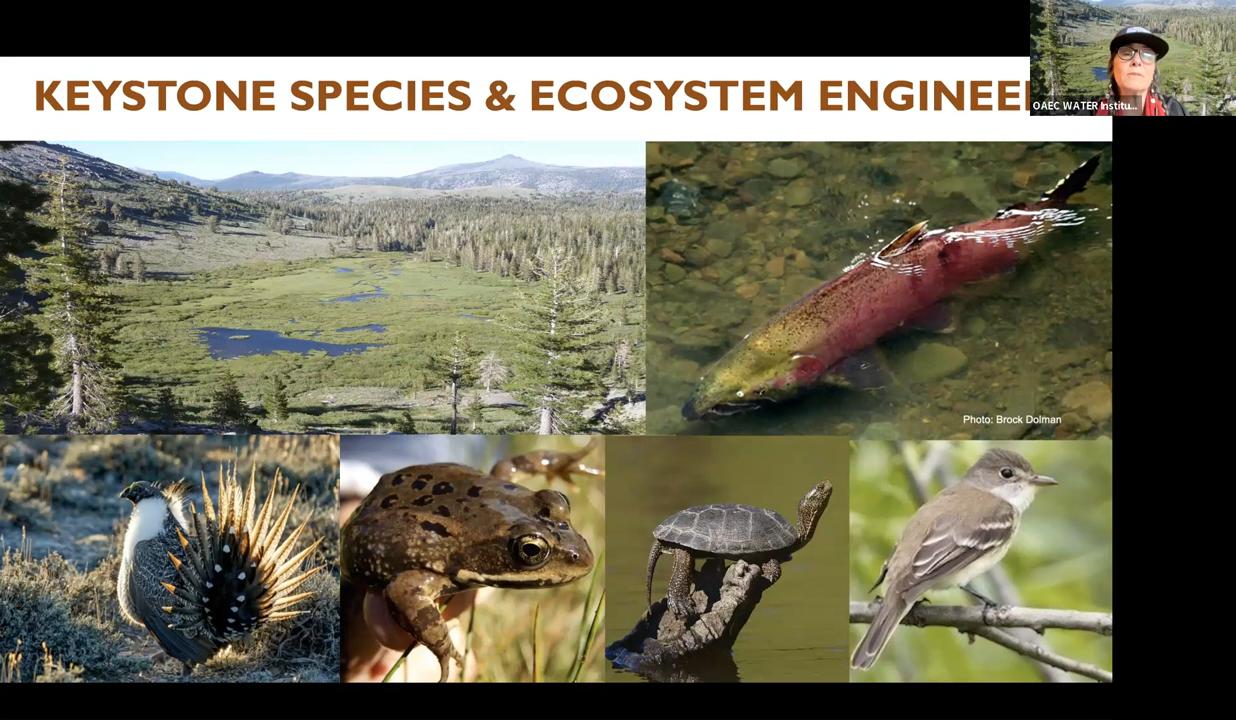 KEYSTONE SPECIES & ECOSYSTEM ENGINEE
OAEC WATER Institu...
Photo: Brock Dolman